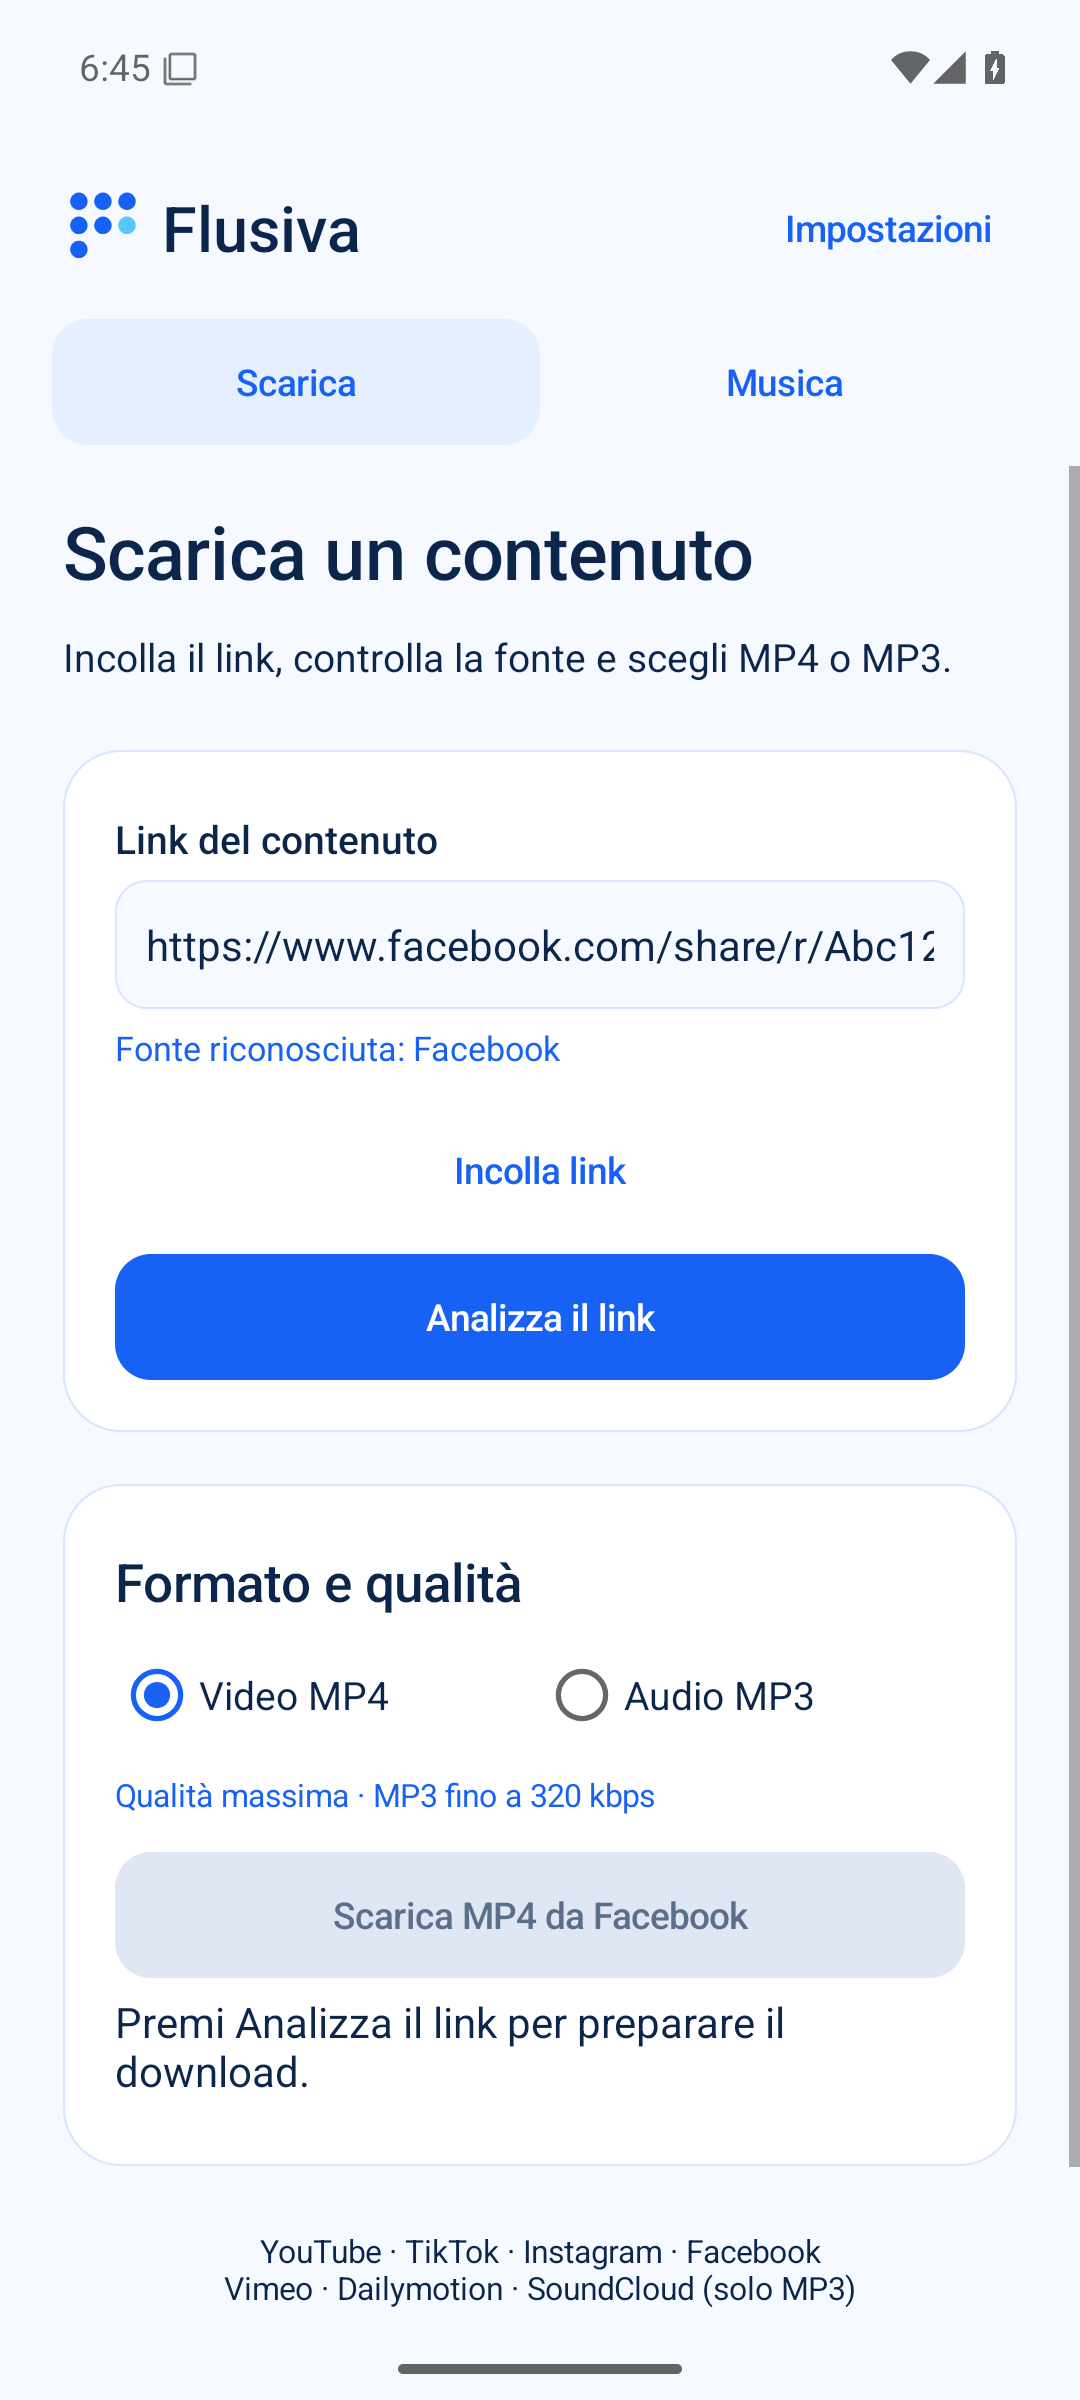 6:45
Flusiva
Impostazioni
Scarica
Musica
Scarica un contenuto
Incolla il link, controlla la fonte e scegli MP4 o MP3.
Link del contenuto
https://www.facebook.com/share/r/Abc12
Fonte riconosciuta: Facebook
Incolla link
Analizza il link
Formato e qualità
Video MP4
Audio MP3
Qualità massima · MP3 fino a 320 kbps
Scarica MP4 da Facebook
Premi Analizza il link per preparare il
download.
YouTube · TikTok · Instagram · Facebook
Vimeo · Dailymotion · SoundCloud (solo MP3)